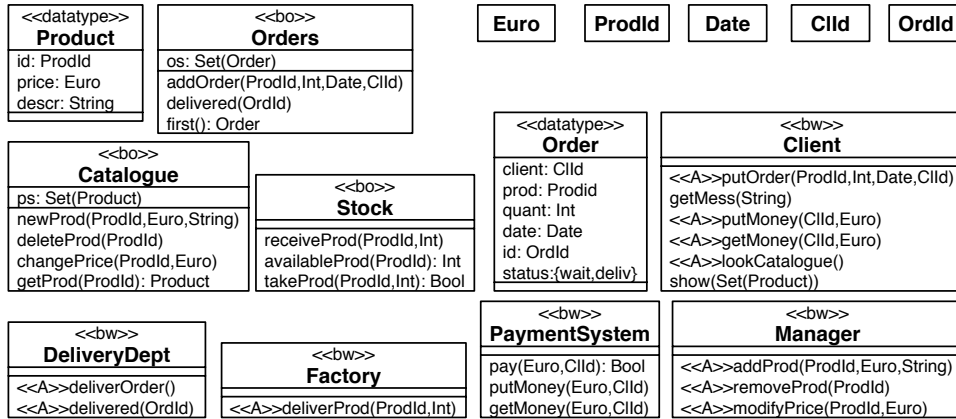 <<datatype>>
Product
id: ProdId
price: Euro
descr: String
<<bo>>
Orders
os: Set(Order)
addOrder(ProdId,Int,Date,ClId)
delivered(OrdId)
first(): Order
Euro
ProdId
Date
ClId
OrdId
<<bo>>
Catalogue
ps: Set(Product)
newProd(ProdId,Euro,String)
deleteProd(ProdId)
changePrice(ProdId,Euro)
getProd(ProdId): Product
<<bo>>
Stock
receiveProd(ProdId,Int)
availableProd(ProdId): Int
takeProd(ProdId,Int): Bool
<<datatype>>
Order
client: ClId
prod: Prodid
quant: Int
date: Date
id: OrdId
status:{wait,deliv}
<<bw>>
Client
<<A>>putOrder(ProdId,Int,Date,ClId)
getMess(String)
<<A>>putMoney(ClId,Euro)
<<A>>getMoney(ClId,Euro)
<<A>>lookCatalogue()
show(Set(Product))
<<bw>>
DeliveryDept
<<A>>deliverOrder()
<<A>>delivered(OrdId)
<<bw>>
Factory
<<A>>deliverProd(ProdId,Int)
<<bw>>
PaymentSystem
pay(Euro,ClId): Bool
putMoney(Euro,ClId)
getMoney(Euro,ClId)
<<bw>>
Manager
<<A>>addProd(ProdId,Euro,String)
<<A>>removeProd(ProdId)
<<A>>modifyPrice(ProdId,Euro)